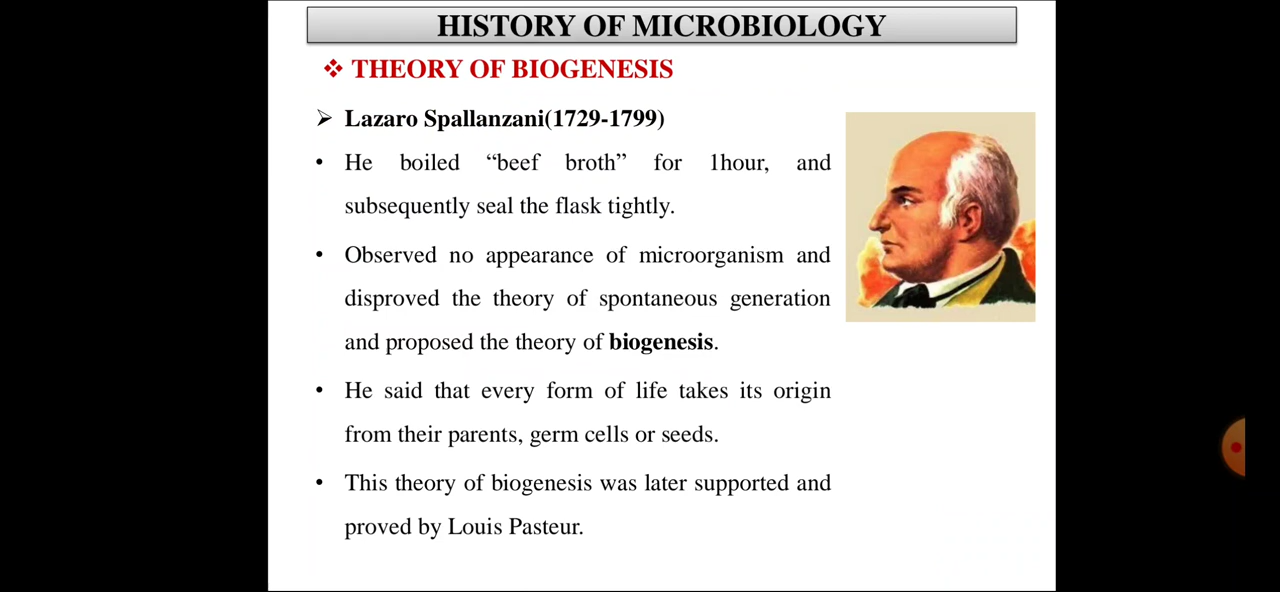 HISTORY OF MICROBIOLOGY
❖ THEORY OF BIOGENESIS
➢ Lazaro Spallanzani(1729-1799)
• He boiled “beef broth” for 1hour, and
subsequently seal the flask tightly.
• Observed no appearance of microorganism and
disproved the theory of spontaneous generation
and proposed the theory of biogenesis.
• He said that every form of life takes its origin
from their parents, germ cells or seeds.
• This theory of biogenesis was later supported and
proved by Louis Pasteur.